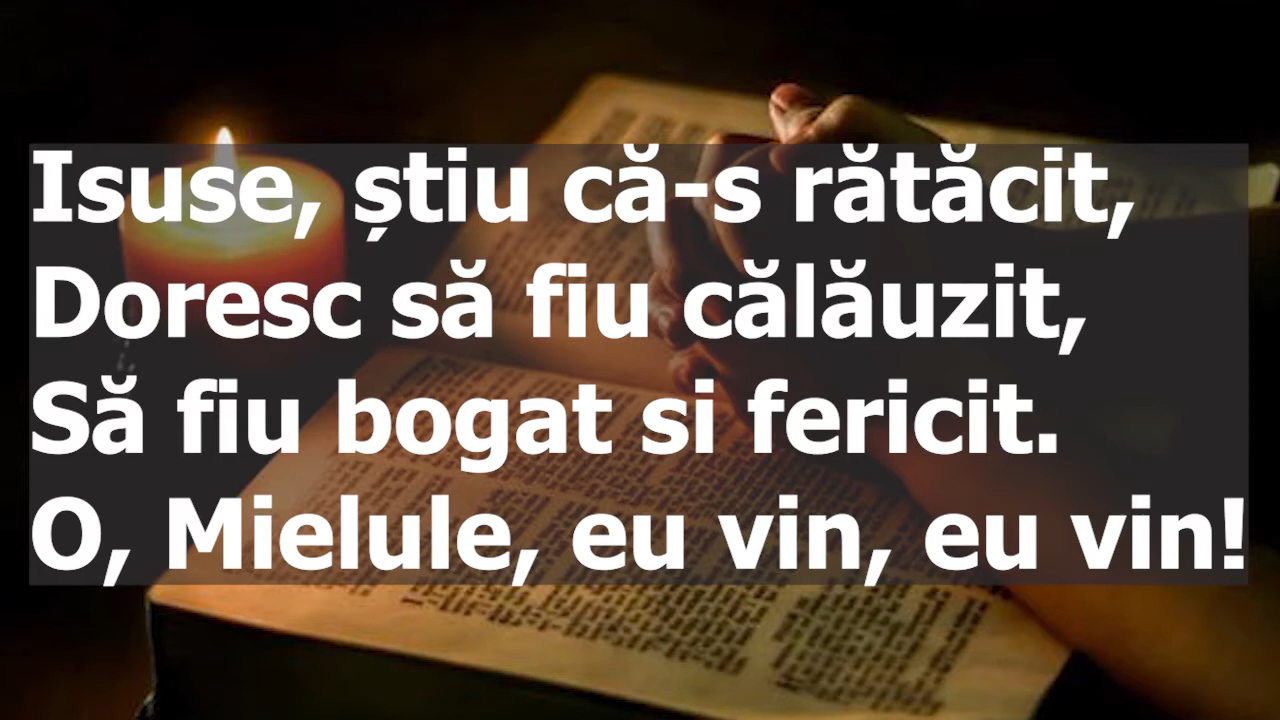 Isuse, știu că-s rătăcit,
Doresc să fiu călăuzit,
Să fiu bogat si fericit.
O, Mielule, eu vin, eu vin!